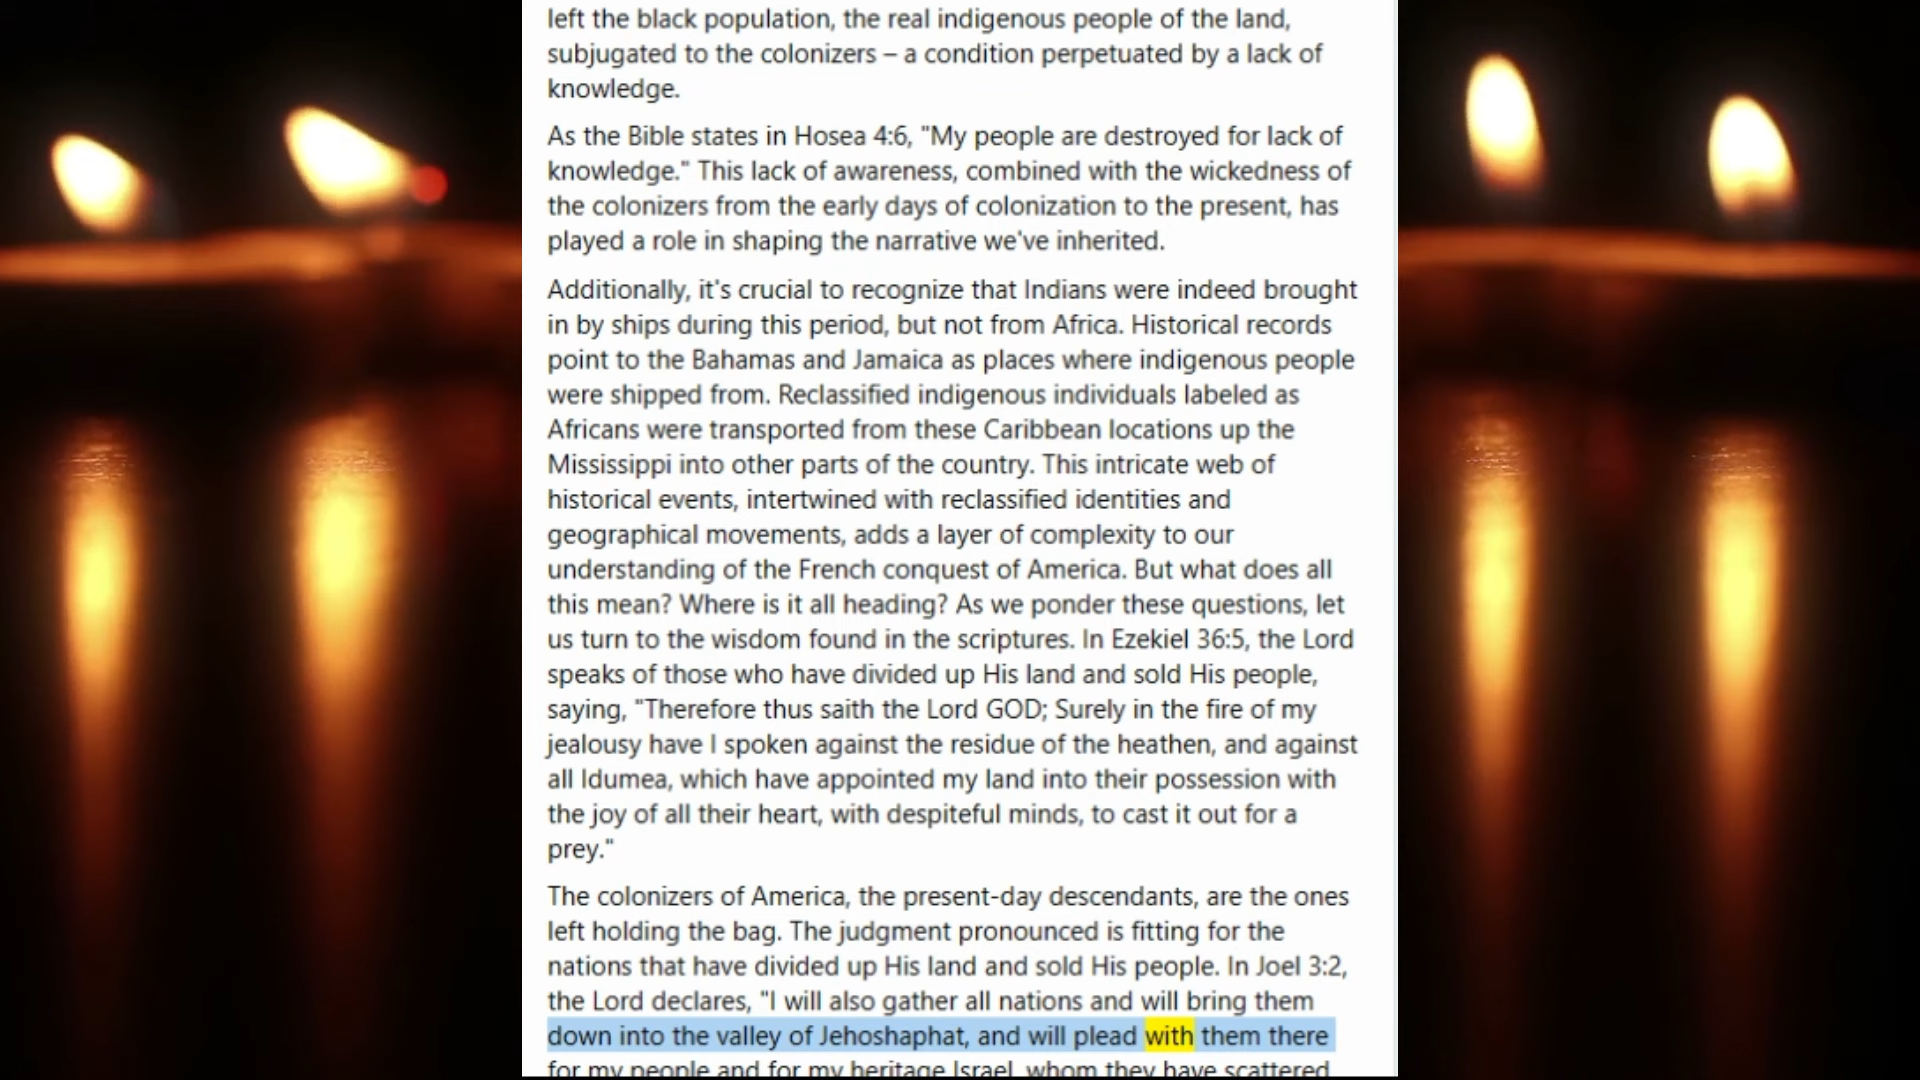 left the black population, the real indigenous people of the land,
subjugated to the colonizers – a condition perpetuated by a lack of
knowledge.
As the Bible states in Hosea 4:6, "My people are destroyed for lack of
knowledge." This lack of awareness, combined with the wickedness of
the colonizers from the early days of colonization to the present, has
played a role in shaping the narrative we've inherited.
Additionally, it's crucial to recognize that Indians were indeed brought
in by ships during this period, but not from Africa. Historical records
point to the Bahamas and Jamaica as places where indigenous people
were shipped from. Reclassified indigenous individuals labeled as
Africans were transported from these Caribbean locations up the
Mississippi into other parts of the country. This intricate web of
historical events, intertwined with reclassified identities and
geographical movements, adds a layer of complexity to our
understanding of the French conquest of America. But what does all
this mean? Where is it all heading? As we ponder these questions, let
us turn to the wisdom found in the scriptures. In Ezekiel 36:5, the Lord
speaks of those who have divided up His land and sold His people,
saying, "Therefore thus saith the Lord GOD; Surely in the fire of my
jealousy have I spoken against the residue of the heathen, and against
all Idumea, which have appointed my land into their possession with
the joy of all their heart, with despiteful minds, to cast it out for a
prey."
The colonizers of America, the present-day descendants, are the ones
left holding the bag. The judgment pronounced is fitting for the
nations that have divided up His land and sold His people. In Joel 3:2,
the Lord declares, "I will also gather all nations and will bring them
down into the valley of Jehoshaphat, and will plead with them there
for my people and for my heritage Israel, whom they have scattered